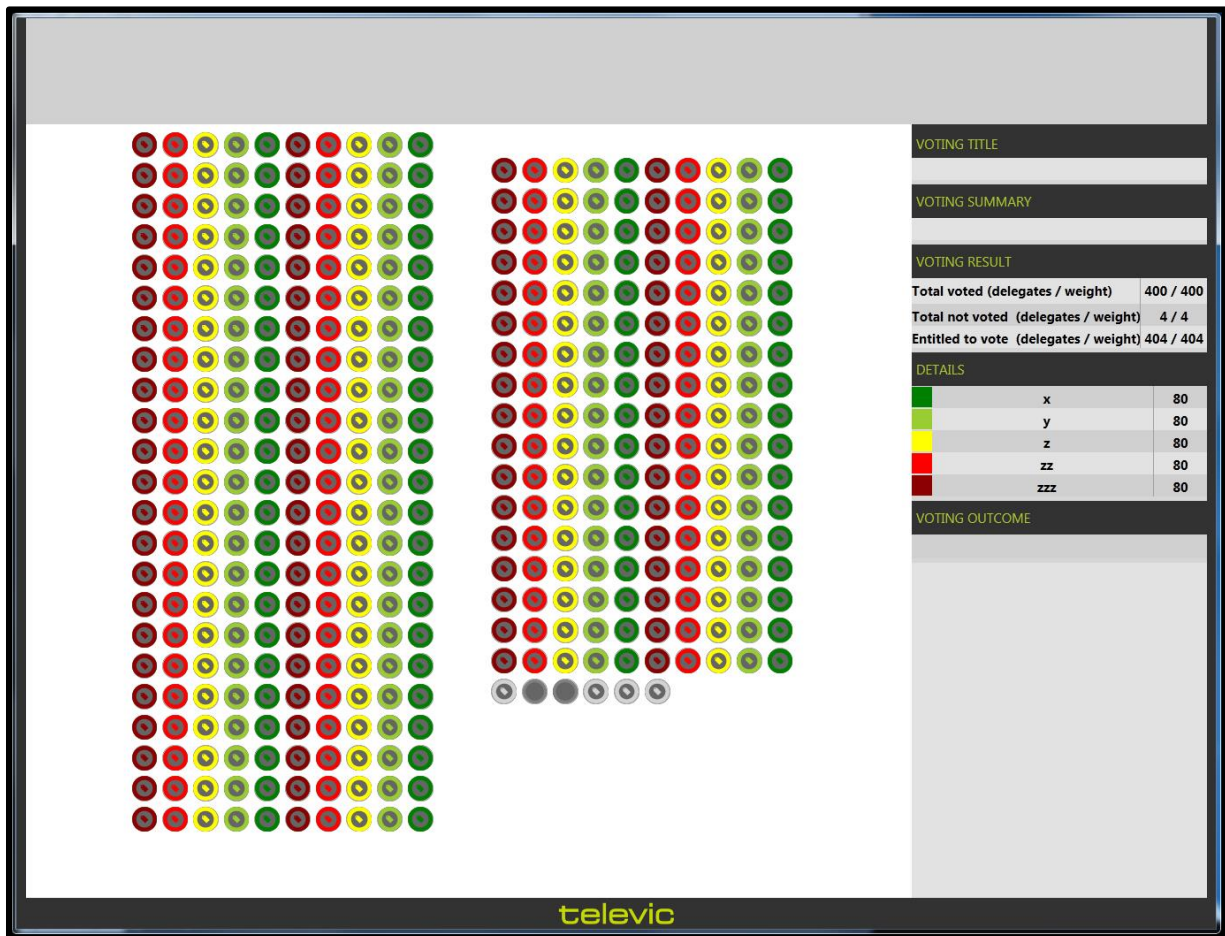 VOTING TITLE
VOTING SUMMARY
VOTING RESULT
Total voted (delegates / weight) 400 / 400
Total not voted (delegates / weight) 4 / 4
Entitled to vote (delegates / weight) 404 / 404
DETAILS
x 80
y 80
z 80
zz 80
zzz 80
VOTING OUTCOME
televic